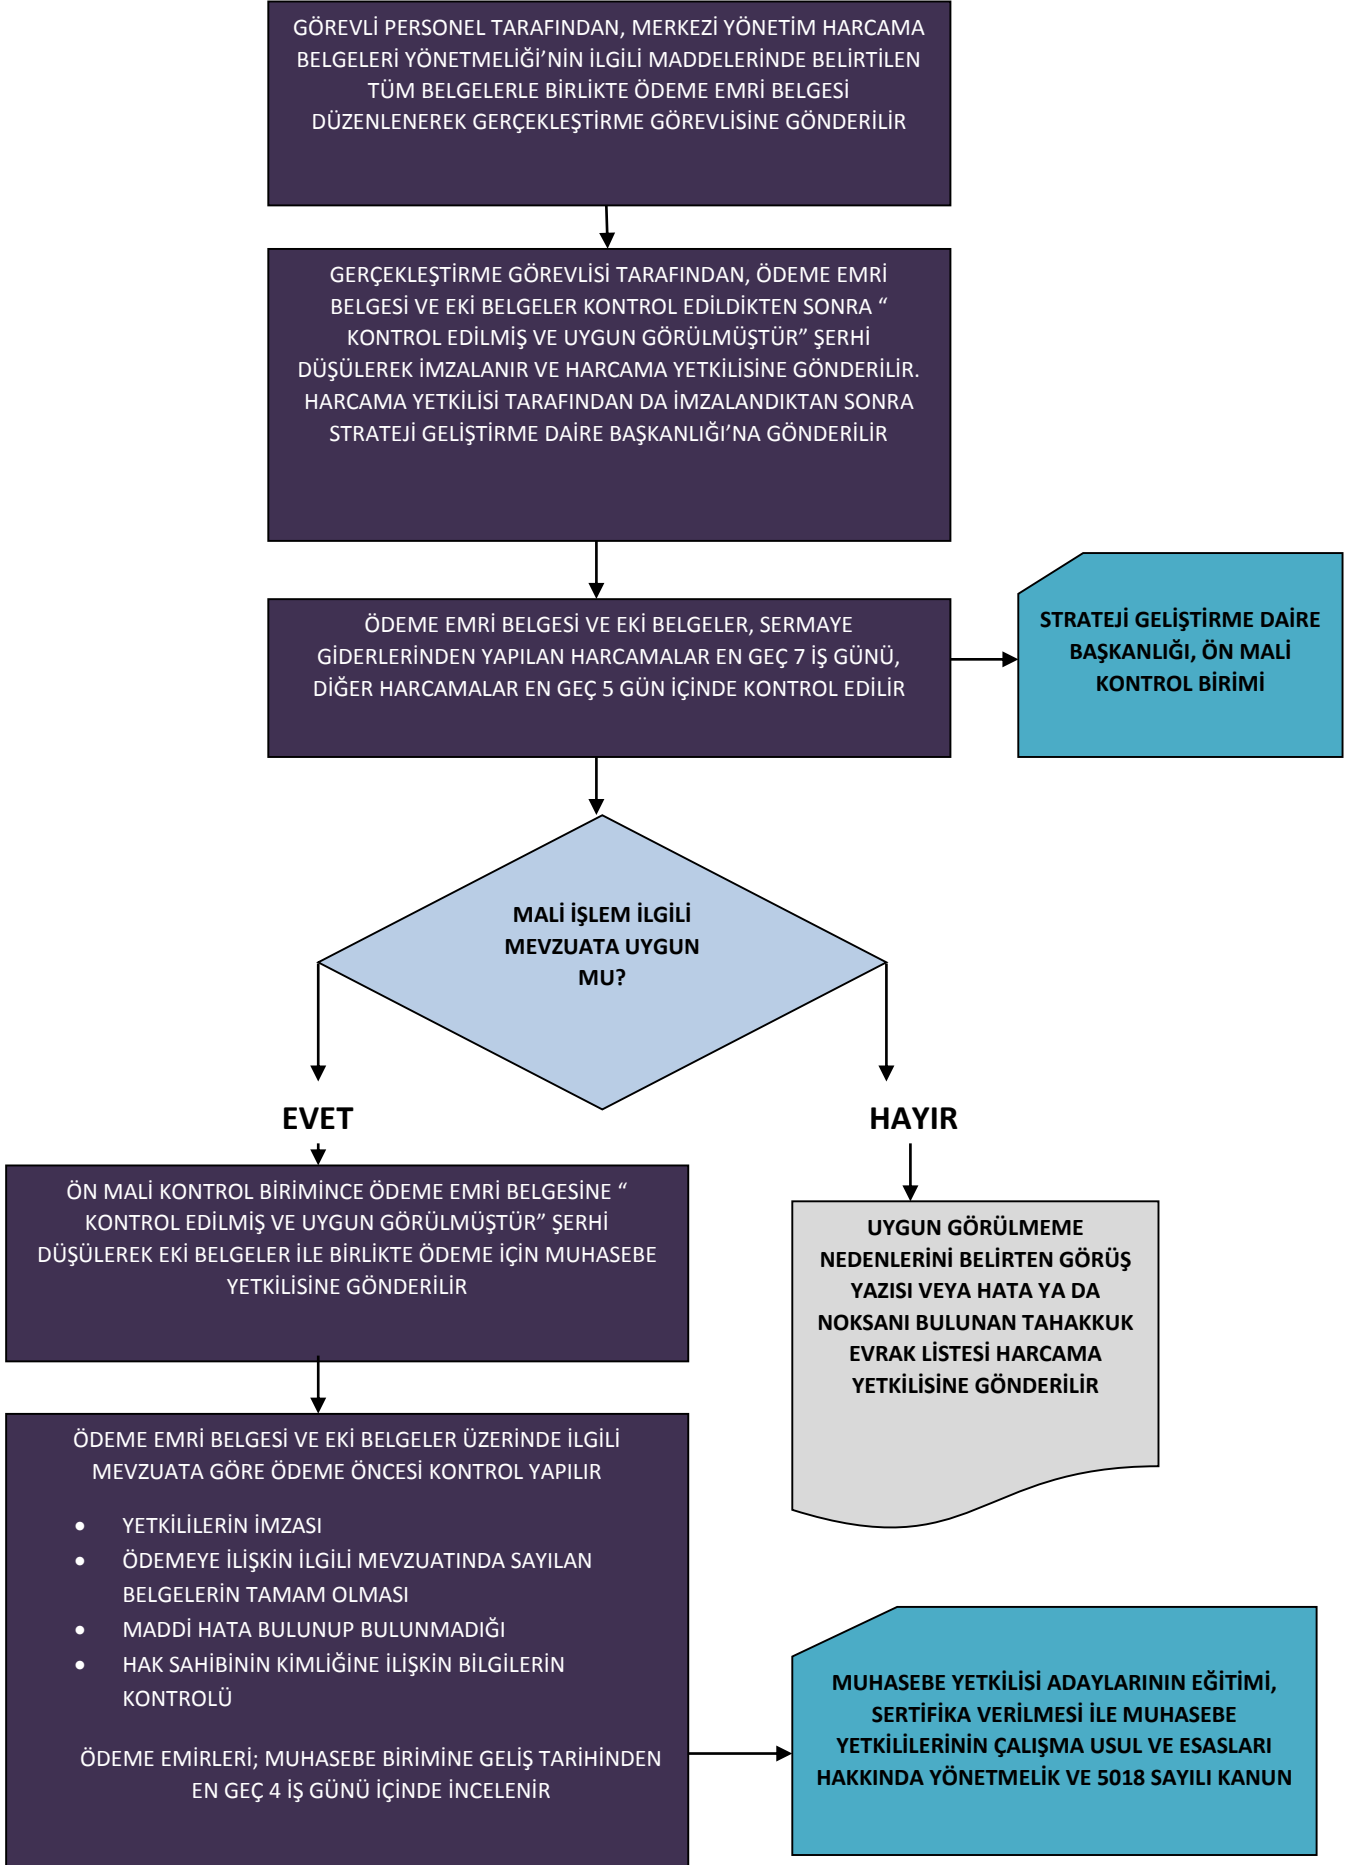 GÖREVLİ PERSONEL TARAFINDAN, MERKEZİ YÖNETİM HARCAMA
BELGELERİ YÖNETMELİĞİ’NİN İLGİLİ MADDELERİNDE BELİRTİLEN
TÜM BELGELERLE BİRLİKTE ÖDEME EMRİ BELGESİ
DÜZENLENEREK GERÇEKLEŞTİRME GÖREVLİSİNE GÖNDERİLİR
GERÇEKLEŞTİRME GÖREVLİSİ TARAFINDAN, ÖDEME EMRİ
BELGESİ VE EKİ BELGELER KONTROL EDİLDİKTEN SONRA “
KONTROL EDİLMİŞ VE UYGUN GÖRÜLMÜŞTÜR” ŞERHİ
DÜŞÜLEREK İMZALANIR VE HARCAMA YETKİLİSİNE GÖNDERİLİR.
HARCAMA YETKİLİSİ TARAFINDAN DA İMZALANDIKTAN SONRA
STRATEJİ GELİŞTİRME DAİRE BAŞKANLIĞI’NA GÖNDERİLİR
ÖDEME EMRİ BELGESİ VE EKİ BELGELER, SERMAYE
GİDERLERİNDEN YAPILAN HARCAMALAR EN GEÇ 7 İŞ GÜNÜ,
DİĞER HARCAMALAR EN GEÇ 5 GÜN İÇİNDE KONTROL EDİLİR
STRATEJİ GELİŞTİRME DAİRE
BAŞKANLIĞI, ÖN MALİ
KONTROL BİRİMİ
MALİ İŞLEM İLGİLİ
MEVZUATA UYGUN
MU?
EVET
HAYIR
ÖN MALİ KONTROL BİRİMİNCE ÖDEME EMRİ BELGESİNE “
KONTROL EDİLMİŞ VE UYGUN GÖRÜLMÜŞTÜR” ŞERHİ
DÜŞÜLEREK EKİ BELGELER İLE BİRLİKTE ÖDEME İÇİN MUHASEBE
YETKİLİSİNE GÖNDERİLİR
UYGUN GÖRÜLMEME
NEDENLERİNİ BELİRTEN GÖRÜŞ
YAZISI VEYA HATA YA DA
NOKSANI BULUNAN TAHAKKUK
EVRAK LİSTESİ HARCAMA
YETKİLİSİNE GÖNDERİLİR
ÖDEME EMRİ BELGESİ VE EKİ BELGELER ÜZERİNDE İLGİLİ
MEVZUATA GÖRE ÖDEME ÖNCESİ KONTROL YAPILIR
• YETKİLİLERİN İMZASI
• ÖDEMEYE İLİŞKİN İLGİLİ MEVZUATINDA SAYILAN
BELGELERİN TAMAM OLMASI
• MADDİ HATA BULUNUP BULUNMADIĞI
• HAK SAHİBİNİN KİMLİĞİNE İLİŞKİN BİLGİLERİN
KONTROLÜ
ÖDEME EMİRLERİ; MUHASEBE BİRİMİNE GELİŞ TARİHİNDEN
EN GEÇ 4 İŞ GÜNÜ İÇİNDE İNCELENİR
MUHASEBE YETKİLİSİ ADAYLARININ EĞİTİMİ,
SERTİFİKA VERİLMESİ İLE MUHASEBE
YETKİLİLERİNİN ÇALIŞMA USUL VE ESASLARI
HAKKINDA YÖNETMELİK VE 5018 SAYILI KANUN